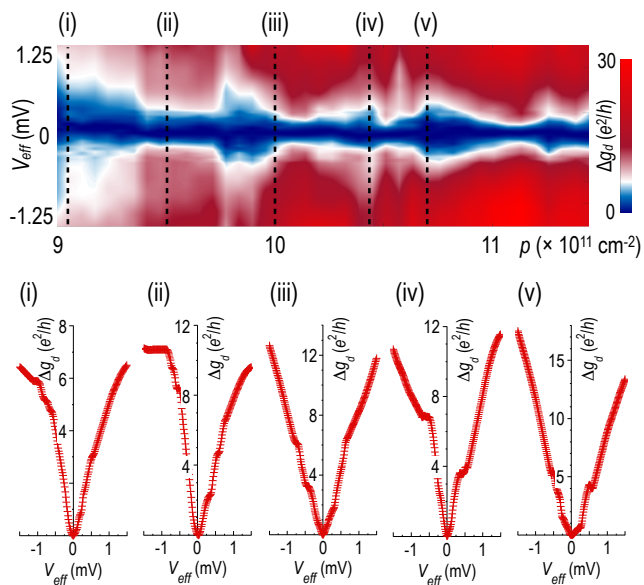 (i) (ii) (iii) (iv) (v)
1.25
0
-1.25
V_eff (mV)
30
0
Δg_d (e²/h)
9 10 11 p (× 10¹¹ cm⁻²)
(i) (ii) (iii) (iv) (v)
8
6
4
Δg_d (e²/h)
-1 0 1
V_eff (mV)
12
10
8
6
4
Δg_d (e²/h)
-1 0 1
V_eff (mV)
12
8
4
Δg_d (e²/h)
-1 0 1
V_eff (mV)
12
8
4
Δg_d (e²/h)
-1 0 1
V_eff (mV)
15
10
5
Δg_d (e²/h)
-1 0 1
V_eff (mV)